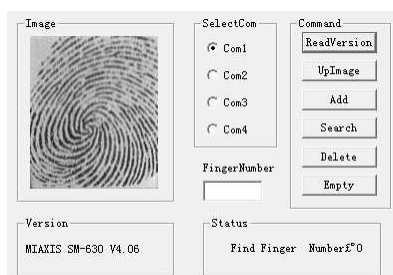 Image
SelectCom
Com1
Com2
Com3
Com4
Command
ReadVersion
UpImage
Add
Search
Delete
Empty
FingerNumber
Version
MIAXIS SM-630 V4.06
Status
Find Finger Number£º0